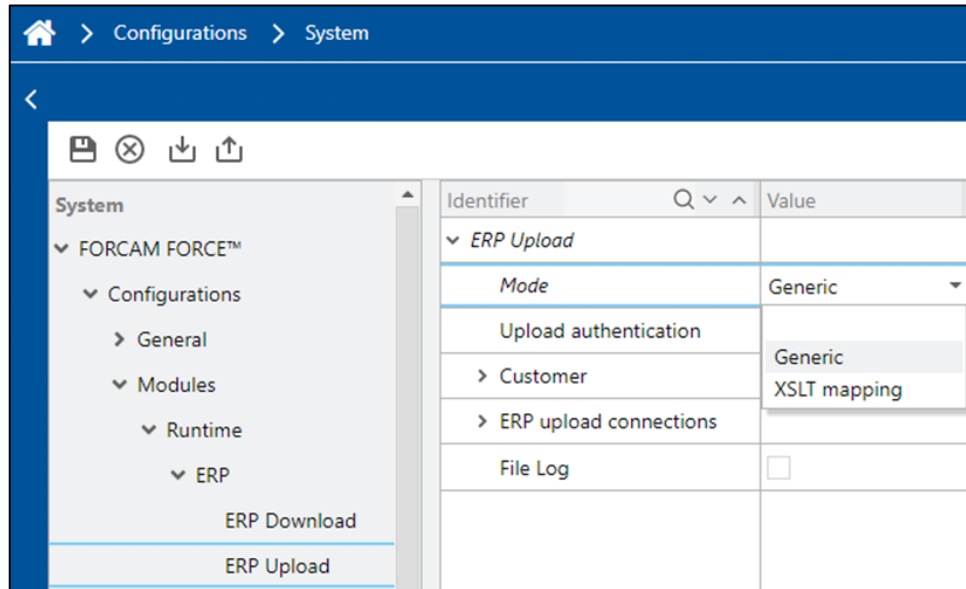 Configurations
System
System
FORCAM FORCE™
Configurations
General
Modules
Runtime
ERP
ERP Download
ERP Upload
Identifier Value
ERP Upload
Mode Generic
Upload authentication
Generic
Customer
XSLT mapping
ERP upload connections
File Log